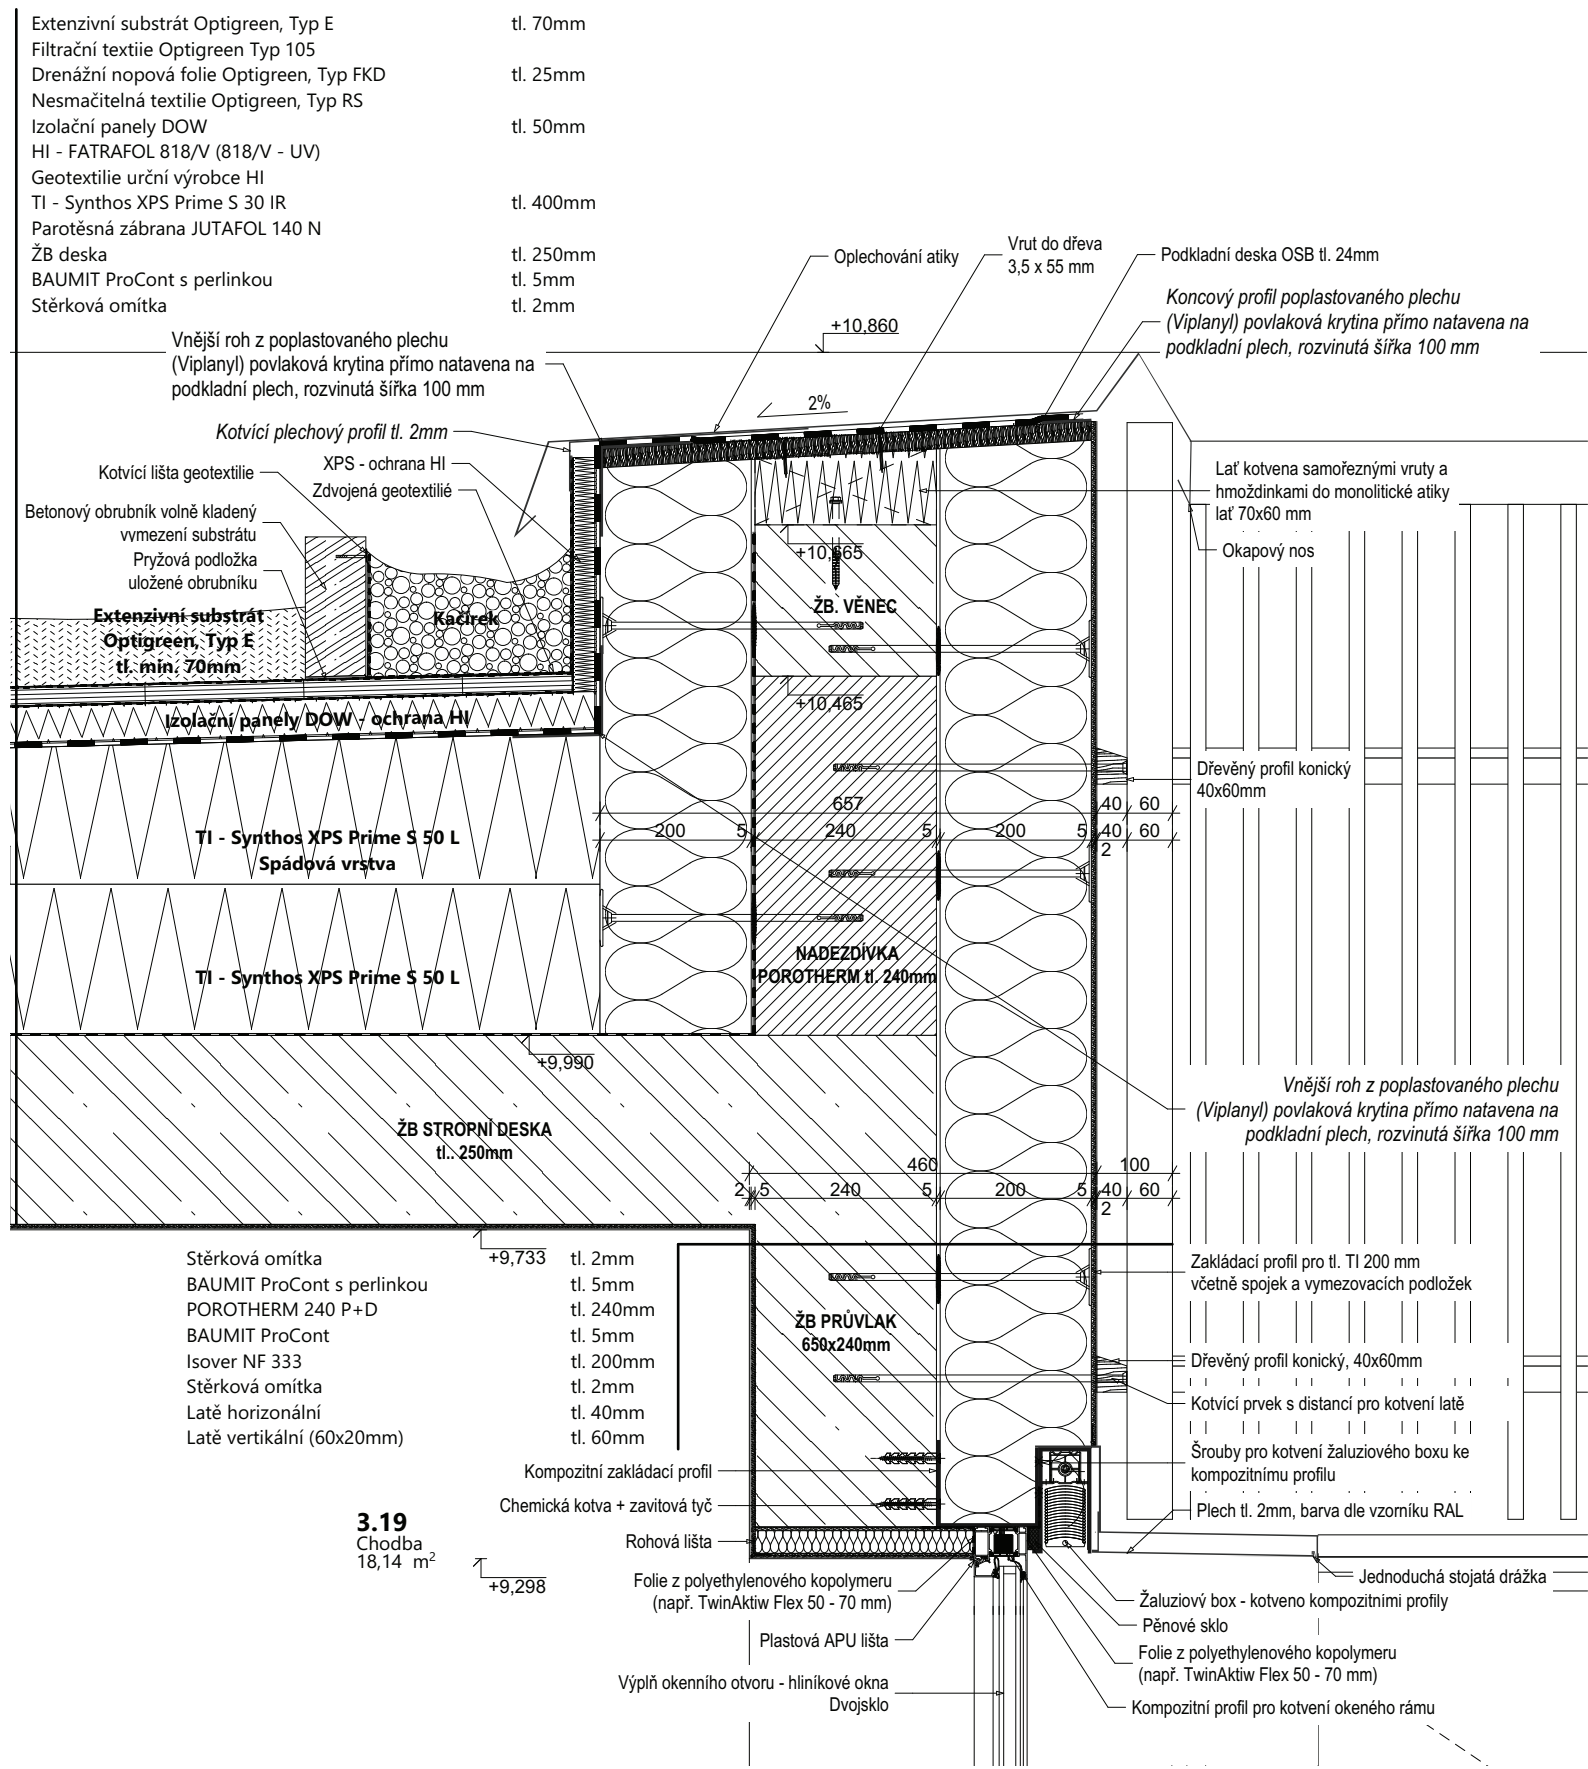 Extenzivní substrát Optigreen, Typ E tl. 70mm
Filtrační textiie Optigreen Typ 105
Drenážní nopová folie Optigreen, Typ FKD tl. 25mm
Nesmačitelná textilie Optigreen, Typ RS
Izolační panely DOW tl. 50mm
HI - FATRAFOL 818/V (818/V - UV)
Geotextilie urční výrobce HI
TI - Synthos XPS Prime S 30 IR tl. 400mm
Parotěsná zábrana JUTAFOL 140 N
ŽB deska tl. 250mm
BAUMIT ProCont s perlinkou tl. 5mm
Stěrková omítka tl. 2mm
Oplechování atiky
Vrut do dřeva
3,5 x 55 mm
Podkladní deska OSB tl. 24mm
Koncový profil poplastovaného plechu
(Viplanyl) povlaková krytina přímo natavena na
podkladní plech, rozvinutá šířka 100 mm
+10,860
Vnější roh z poplastovaného plechu
(Viplanyl) povlaková krytina přímo natavena na
podkladní plech, rozvinutá šířka 100 mm
2%
Kotvící plechový profil tl. 2mm
XPS - ochrana HI
Kotvící lišta geotextilie
Zdvojená geotextilié
Betonový obrubník volně kladený
vvmezení substrátu
Pryžová podložka
uložené obrubníku
Lať kotvena samořeznými vruty a
hmoždinkami do monolitické atiky
lať 70x60 mm
Okapový nos
+10,665
ŽB. VĚNEC
Extenzivní substrát
Optigreen, Typ E
tl. min. 70mm
Kačírek
+10,465
Izolační panely DOW - ochrana HI
Dřevěný profil konický
40x60mm
657 40 60
200 5 240 5 200 5 40 60
2
TI - Synthos XPS Prime S 50 L
Spádová vrstva
NADEZDÍVKA
POROTHERM tl. 240mm
TI - Synthos XPS Prime S 50 L
+9,990
Vnější roh z poplastovaného plechu
(Viplanyl) povlaková krytina přímo natavena na
podkladní plech, rozvinutá šířka 100 mm
ŽB STROPNÍ DESKA
tl.. 250mm
460 100
2 5 240 5 200 5 40 60
2
+9,733
Stěrková omítka tl. 2mm
BAUMIT ProCont s perlinkou tl. 5mm
POROTHERM 240 P+D tl. 240mm
BAUMIT ProCont tl. 5mm
Isover NF 333 tl. 200mm
Stěrková omítka tl. 2mm
Latě horizonální tl. 40mm
Latě vertikální (60x20mm) tl. 60mm
Zakládací profil pro tl. TI 200 mm
včetně spojek a vymezovacích podložek
ŽB PRŮVLAK
650x240mm
Dřevěný profil konický, 40x60mm
Kotvící prvek s distancí pro kotvení latě
Šrouby pro kotvení žaluziového boxu ke
kompozitnímu profilu
Plech tl. 2mm, barva dle vzorníku RAL
Kompozitní zakládací profil
Chemická kotva + zavitová tyč
Rohová lišta
3.19
Chodba
18,14 m²
+9,298
Folie z polyethylenového kopolymeru
(např. TwinAktiw Flex 50 - 70 mm)
Plastová APU lišta
Výplň okenního otvoru - hliníkové okna
Dvojsklo
Jednoduchá stojatá drážka
Žaluziový box - kotveno kompozitními profily
Pěnové sklo
Folie z polyethylenového kopolymeru
(např. TwinAktiw Flex 50 - 70 mm)
Kompozitní profil pro kotvení okeného rámu